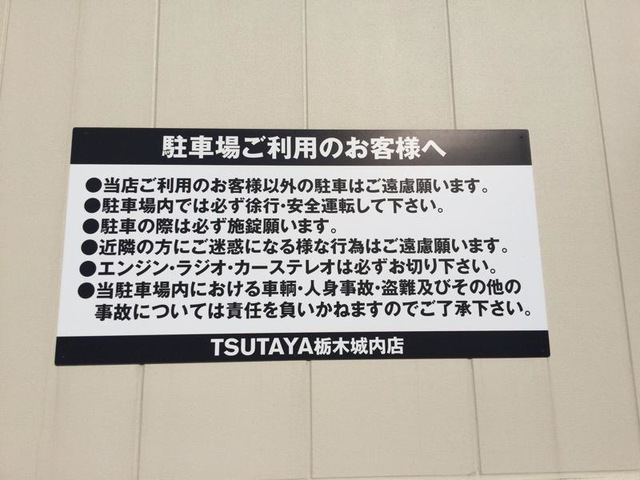 駐車場ご利用のお客様へ
●当店ご利用のお客様以外の駐車はご遠慮願います。
●駐車場内では必ず徐行・安全運転して下さい。
●駐車の際は必ず施錠願います。
●近隣の方にご迷惑になる様な行為はご遠慮願います。
●エンジン・ラジオ・カーステレオは必ずお切り下さい。
●当駐車場内における車輌・人身事故・盗難及びその他の
事故については責任を負いかねますのでご了承下さい。
TSUTAYA栃木城内店